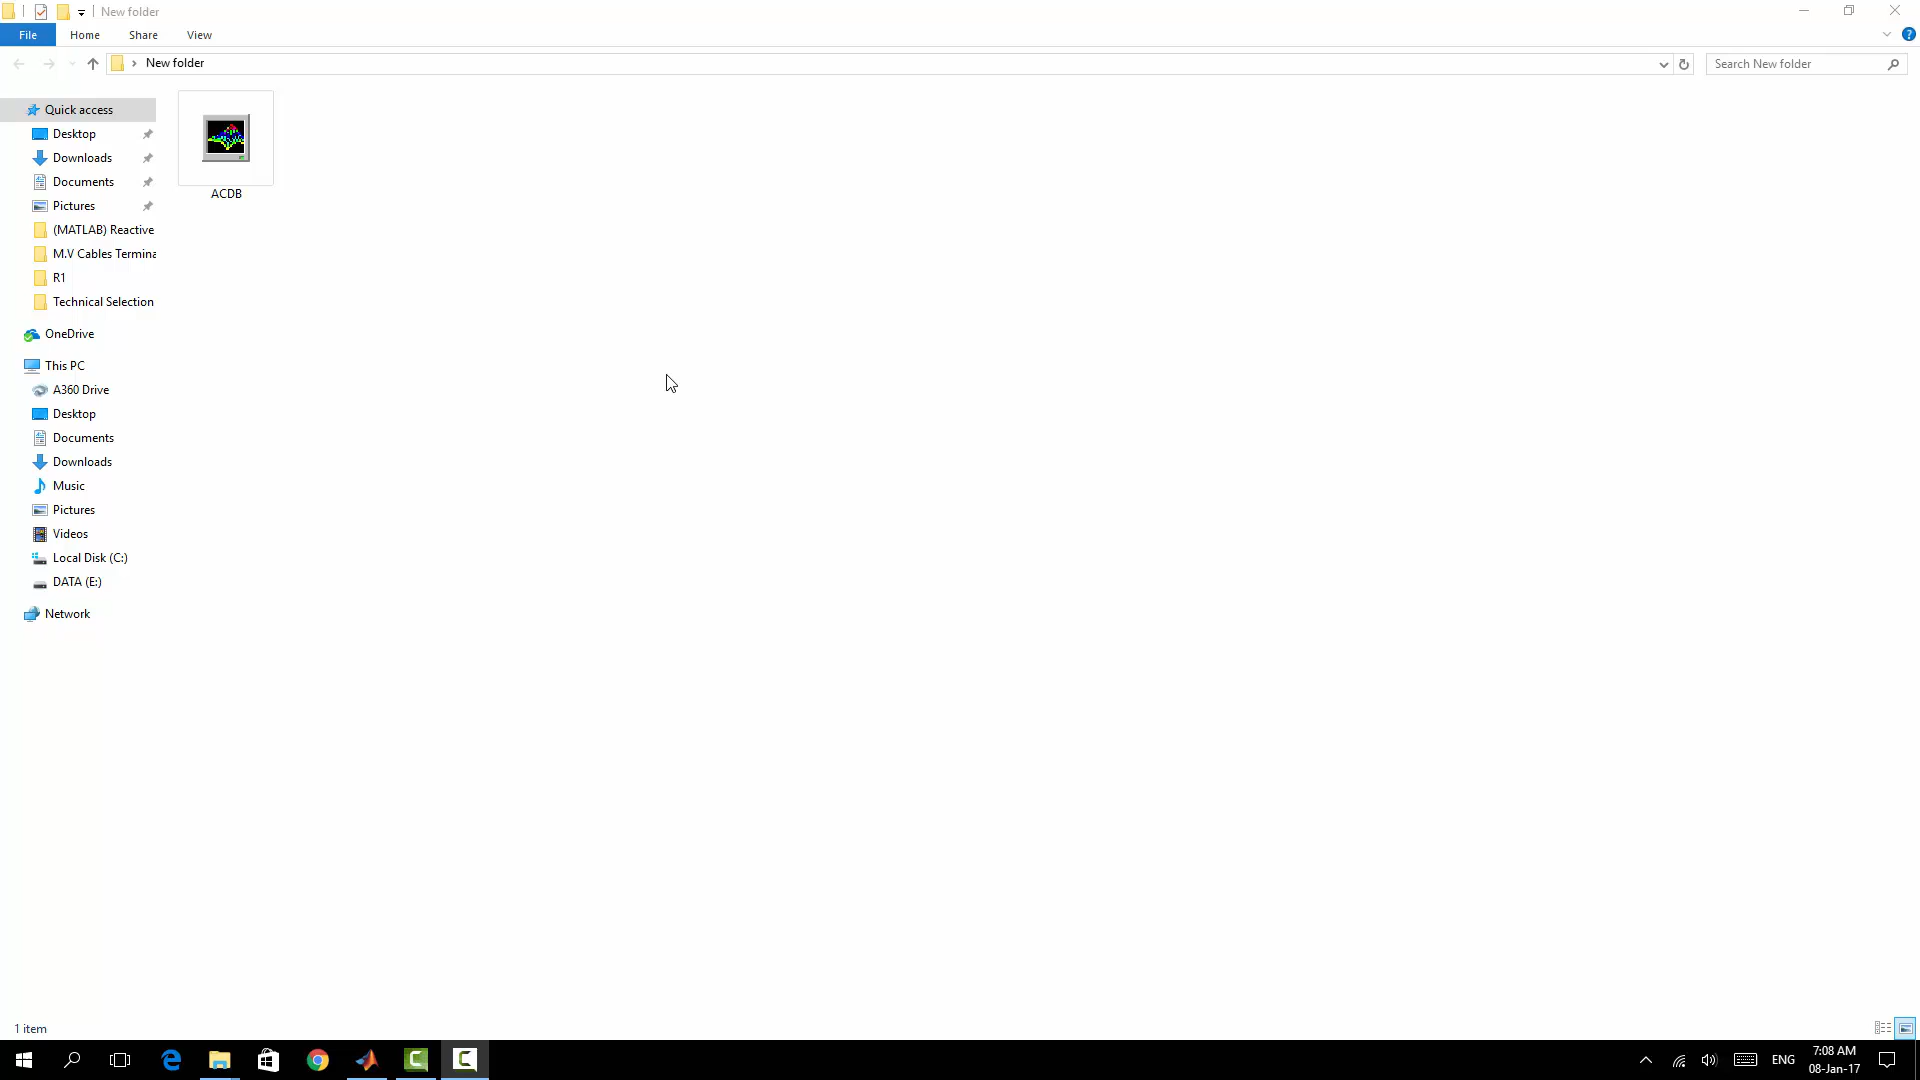 New folder
File Home Share View
New folder
Search New folder
Quick access
Desktop
Downloads
Documents
Pictures
(MATLAB) Reactive
M.V Cables Termina
R1
Technical Selection
OneDrive
This PC
A360 Drive
Desktop
Documents
Downloads
Music
Pictures
Videos
Local Disk (C:)
DATA (E:)
Network
ACDB
1 item
ENG
7:08 AM
08-Jan-17